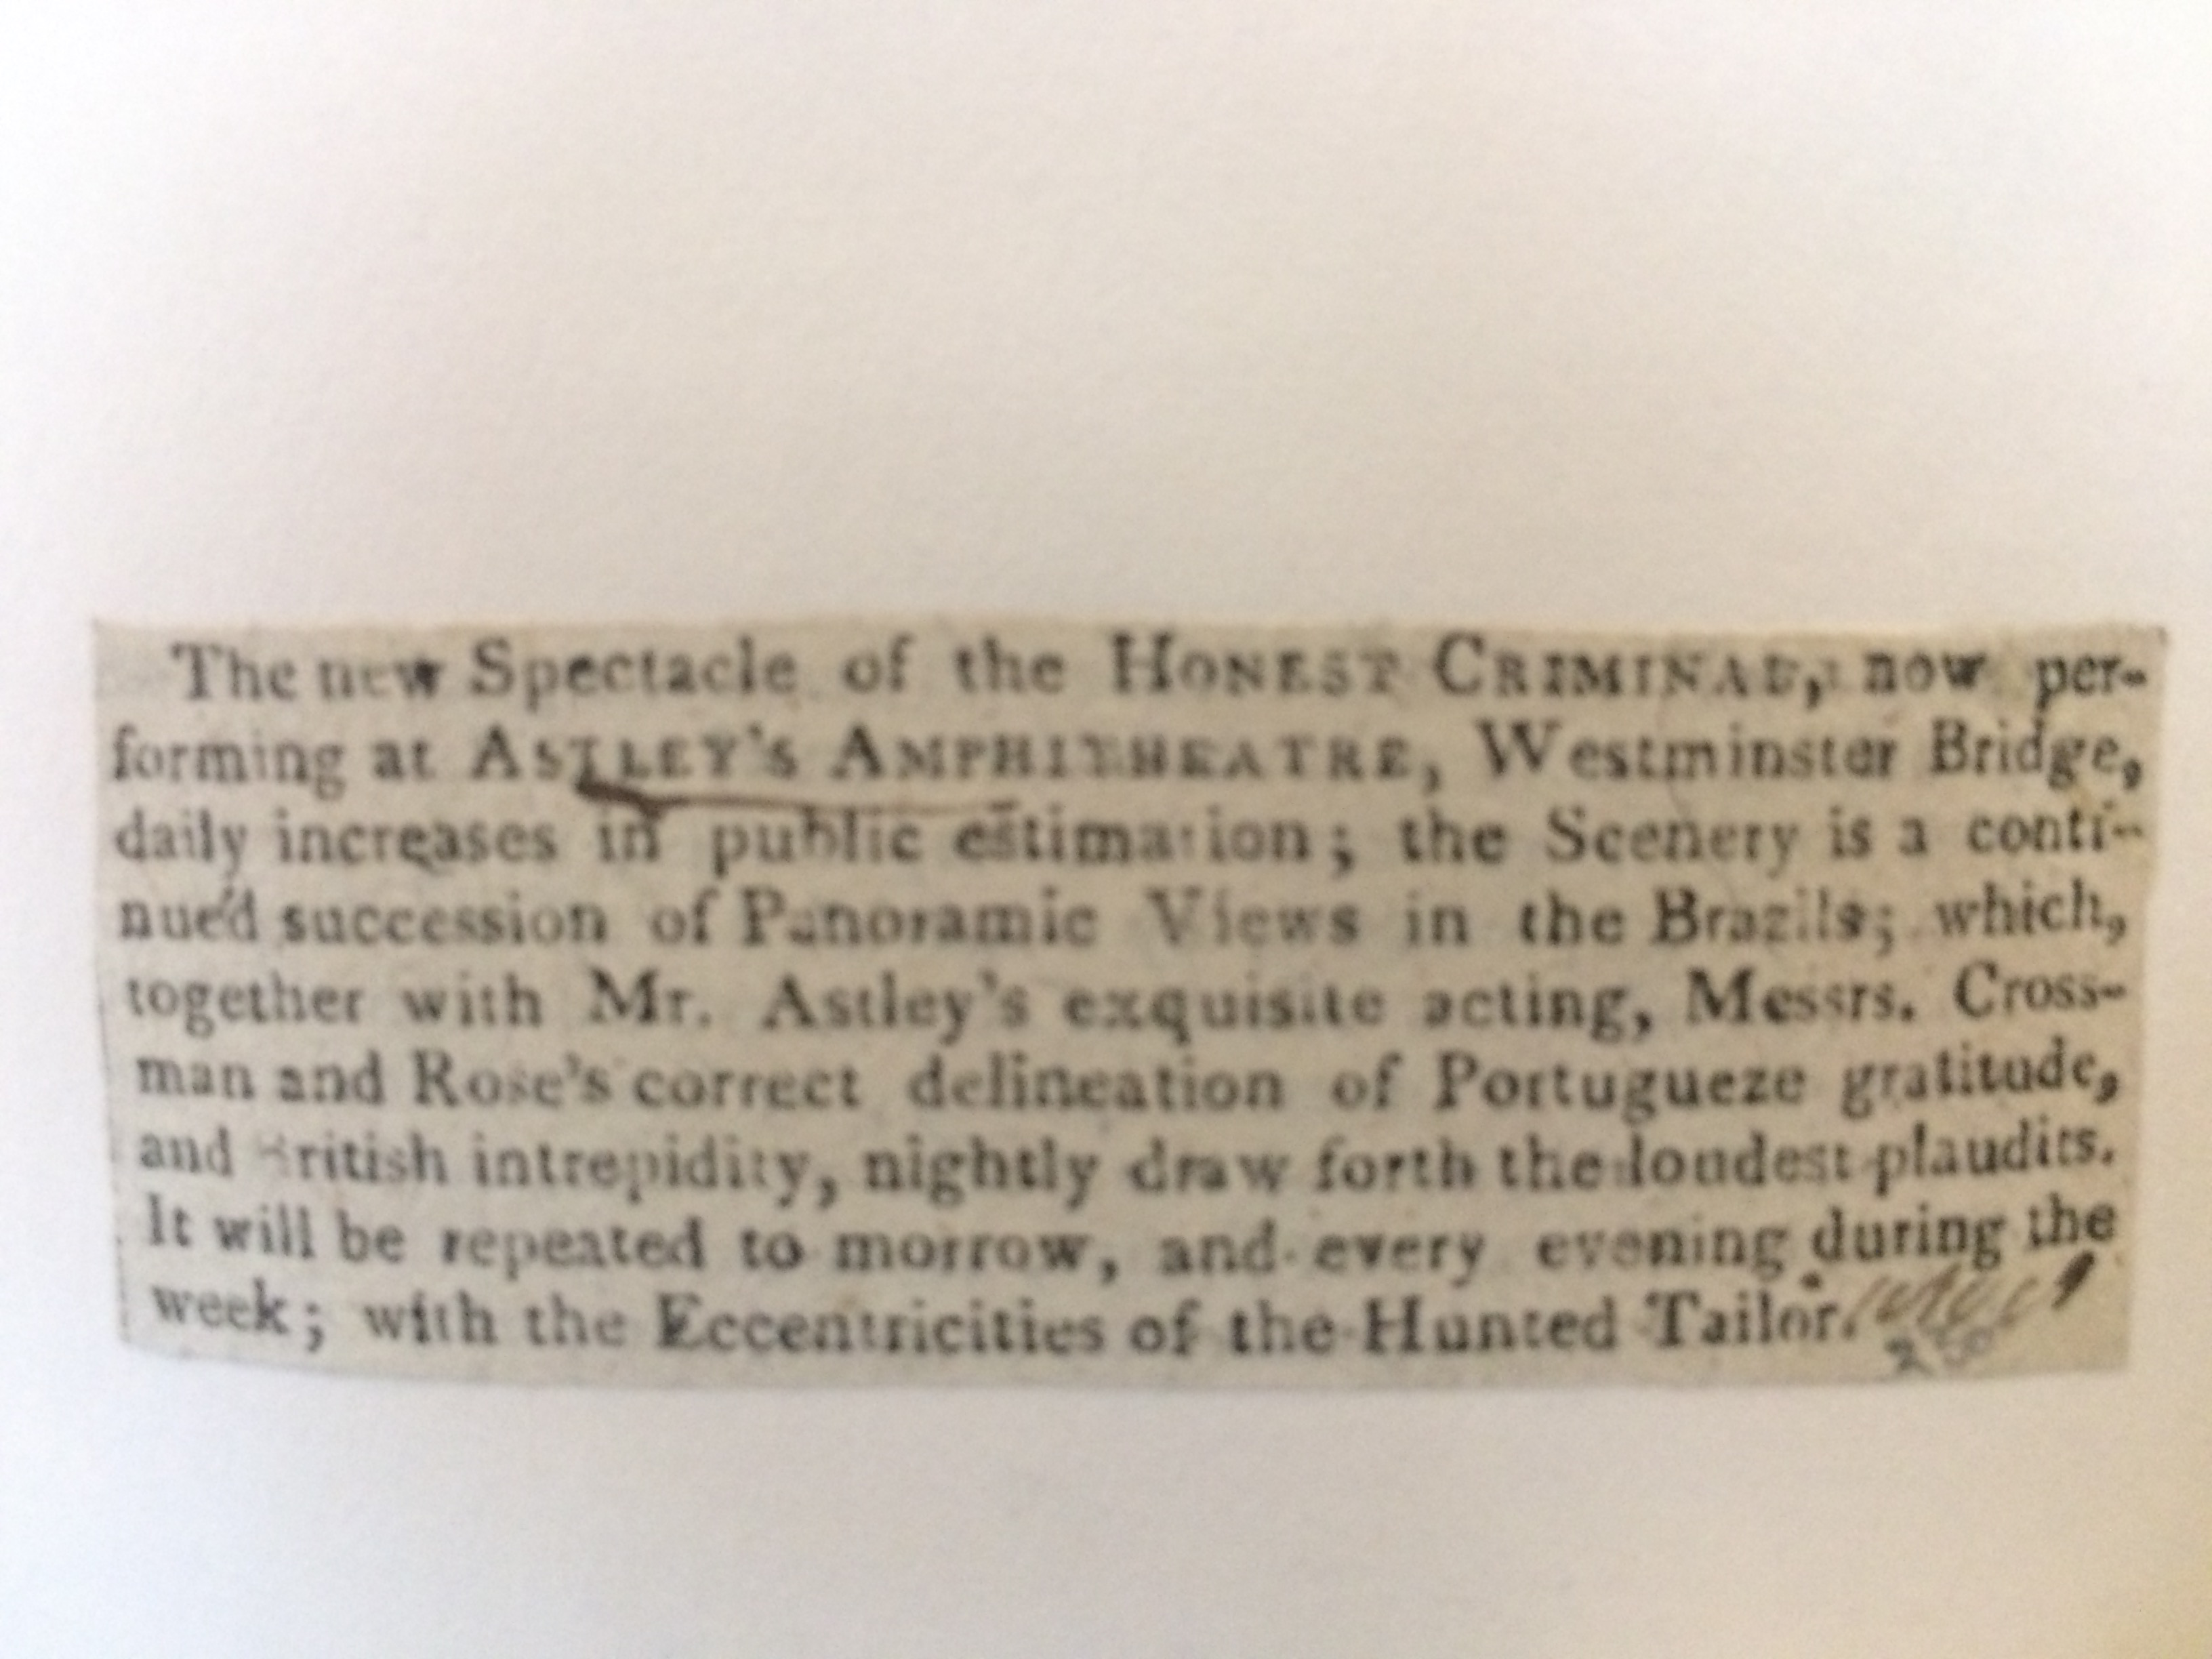 The new Spectacle of the HONEST CRIMINAL, now per-
forming at ASTLEY'S AMPHITHEATRE, Westminster Bridge,
daily increases in public estimation; the Scenery is a conti-
nued succession of Panoramic Views in the Brazils; which,
together with Mr. Astley's exquisite acting, Messrs. Cross-
man and Rose's correct delineation of Portugueze gratitude,
and British intrepidity, nightly draw forth the loudest plaudits.
It will be repeated to morrow, and every evening during the
week; with the Eccentricities of the Hunted Tailor.